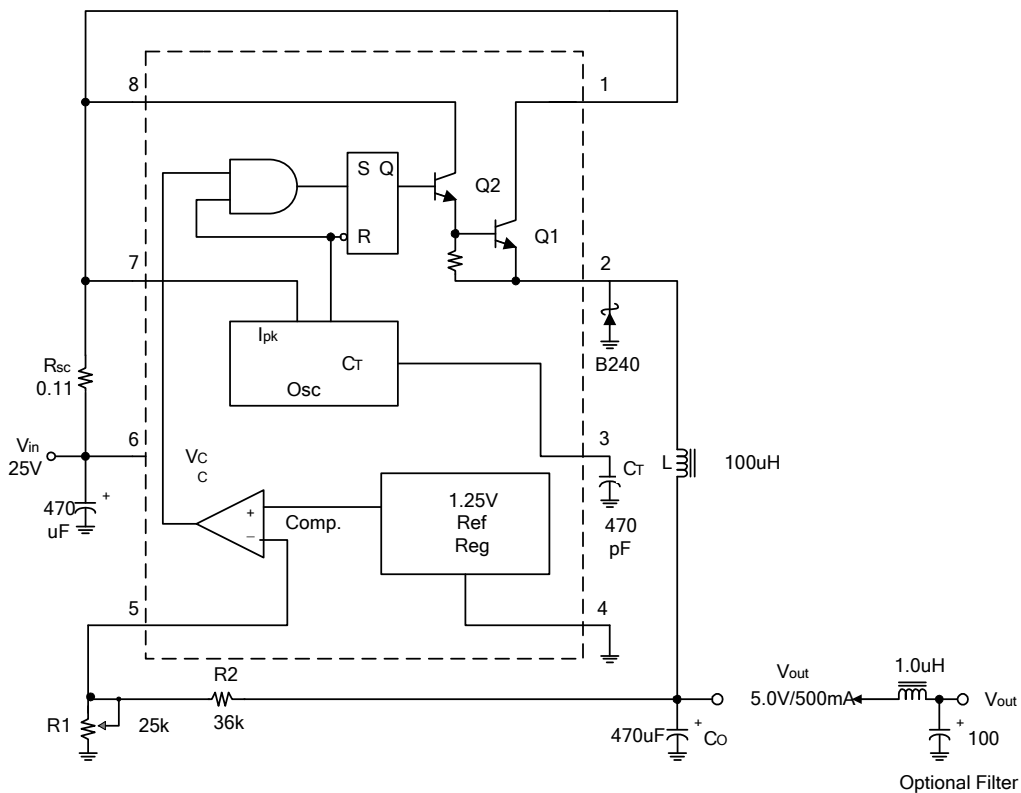 8
1
S Q
Q2
R
Q1
7
2
Ipk
CT
B240
Rsc
0.11
Osc
Vin
25V
6
3
VC
C
CT
L
100uH
470
uF
+
+
Comp.
−
1.25V
Ref
Reg
470
pF
5
4
R2
36k
R1
25k
Vout
5.0V/500mA
1.0uH
Vout
470uF
+
CO
+
100
Optional Filter